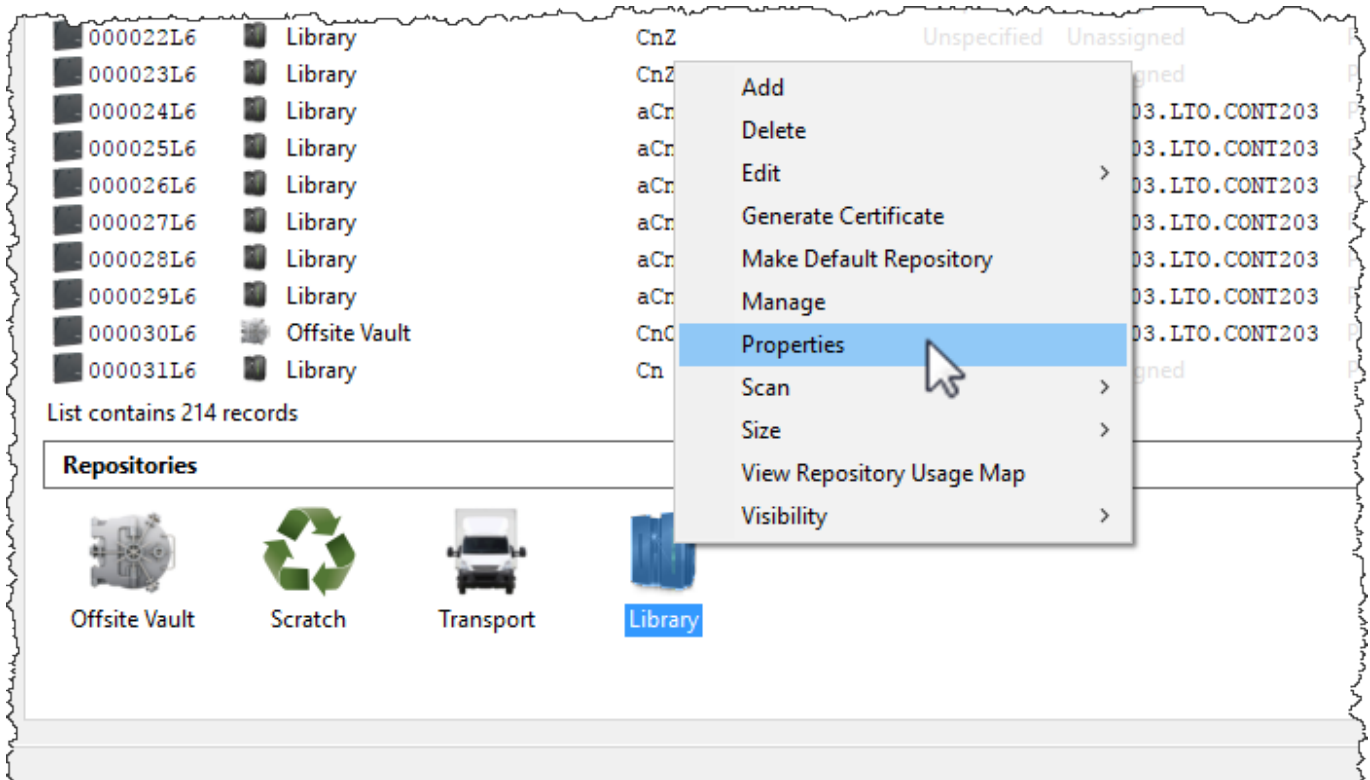 000022L6 Library CnZ Unspecified Unassigned
000023L6 Library CnZ gned
000024L6 Library aCn 03.LTO.CONT203
000025L6 Library aCn 03.LTO.CONT203
000026L6 Library aCn 03.LTO.CONT203
000027L6 Library aCn 03.LTO.CONT203
000028L6 Library aCn 03.LTO.CONT203
000029L6 Library aCn 03.LTO.CONT203
000030L6 Offsite Vault CnC 03.LTO.CONT203
000031L6 Library Cn gned
List contains 214 records
Add
Delete
Edit
Generate Certificate
Make Default Repository
Manage
Properties
Scan
Size
View Repository Usage Map
Visibility
Repositories
Offsite Vault Scratch Transport Library